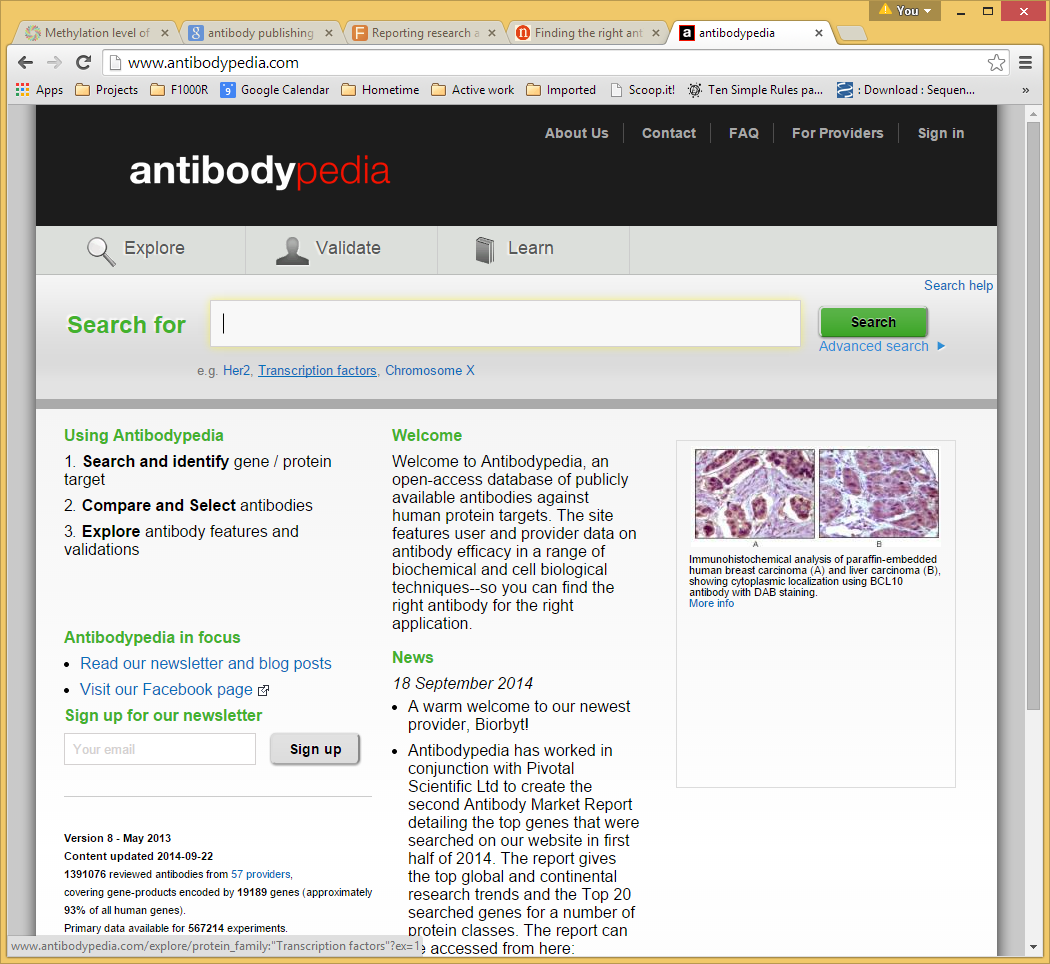 You
Methylation level of
antibody publishing
Reporting research a
Finding the right ant
antibodypedia
www.antibodypedia.com
Apps
Projects
F1000R
Google Calendar
Hometime
Active work
Imported
Scoop.it!
Ten Simple Rules pa...
: Download : Sequen...
»
About Us
Contact
FAQ
For Providers
Sign in
antibodypedia
Explore
Validate
Learn
Search help
Search for
Search
Advanced search
e.g. Her2, Transcription factors, Chromosome X
Using Antibodypedia
1. Search and identify gene / protein
target
2. Compare and Select antibodies
3. Explore antibody features and
validations
Antibodypedia in focus
• Read our newsletter and blog posts
• Visit our Facebook page
Sign up for our newsletter
Your email
Sign up
Version 8 - May 2013
Content updated 2014-09-22
1391076 reviewed antibodies from 57 providers,
covering gene-products encoded by 19189 genes (approximately
93% of all human genes).
Primary data available for 567214 experiments.
Welcome
Welcome to Antibodypedia, an
open-access database of publicly
available antibodies against
human protein targets. The site
features user and provider data on
antibody efficacy in a range of
biochemical and cell biological
techniques--so you can find the
right antibody for the right
application.
News
18 September 2014
• A warm welcome to our newest
provider, Biorbyt!
• Antibodypedia has worked in
conjunction with Pivotal
Scientific Ltd to create the
second Antibody Market Report
detailing the top genes that were
searched on our website in first
half of 2014. The report gives
the top global and continental
research trends and the Top 20
searched genes for a number of
protein classes. The report can
accessed from here:
A
B
Immunohistochemical analysis of paraffin-embedded
human breast carcinoma (A) and liver carcinoma (B),
showing cytoplasmic localization using BCL10
antibody with DAB staining.
More info
www.antibodypedia.com/explore/protein_family:"Transcription factors"?ex=1